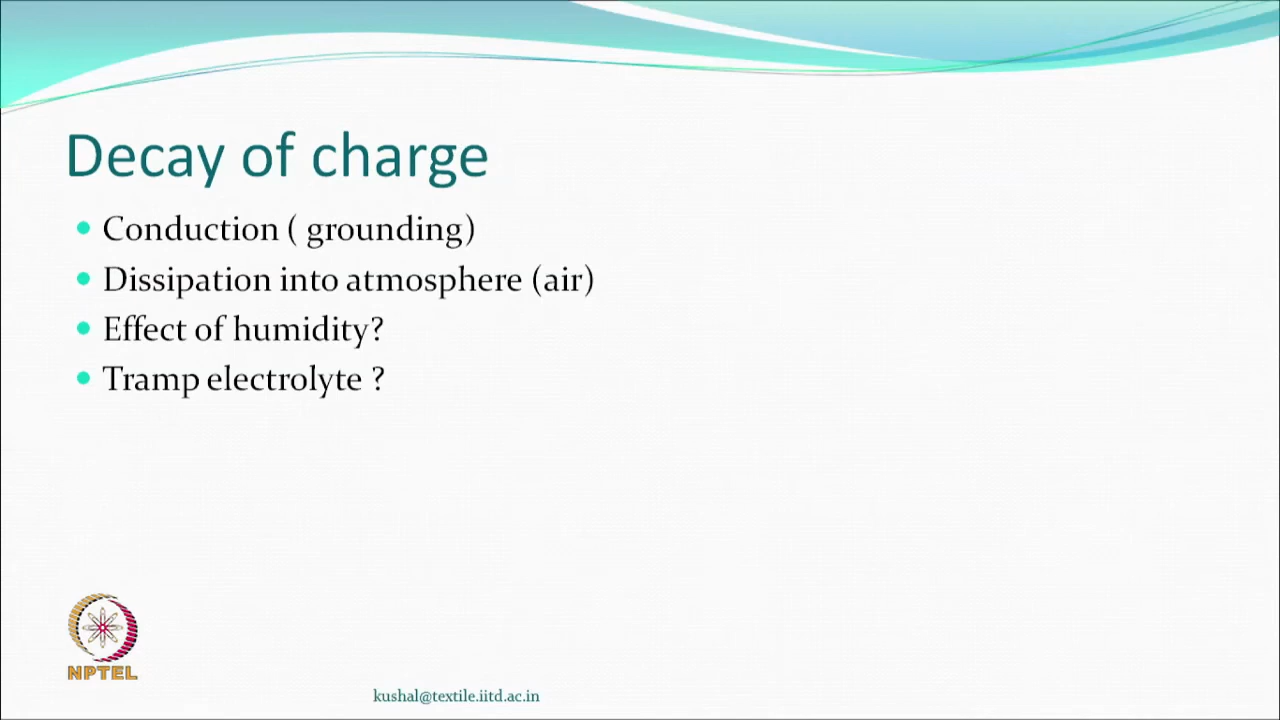 Decay of charge
Conduction ( grounding)
Dissipation into atmosphere (air)
Effect of humidity?
Tramp electrolyte ?
NPTEL
kushal@textile.iitd.ac.in